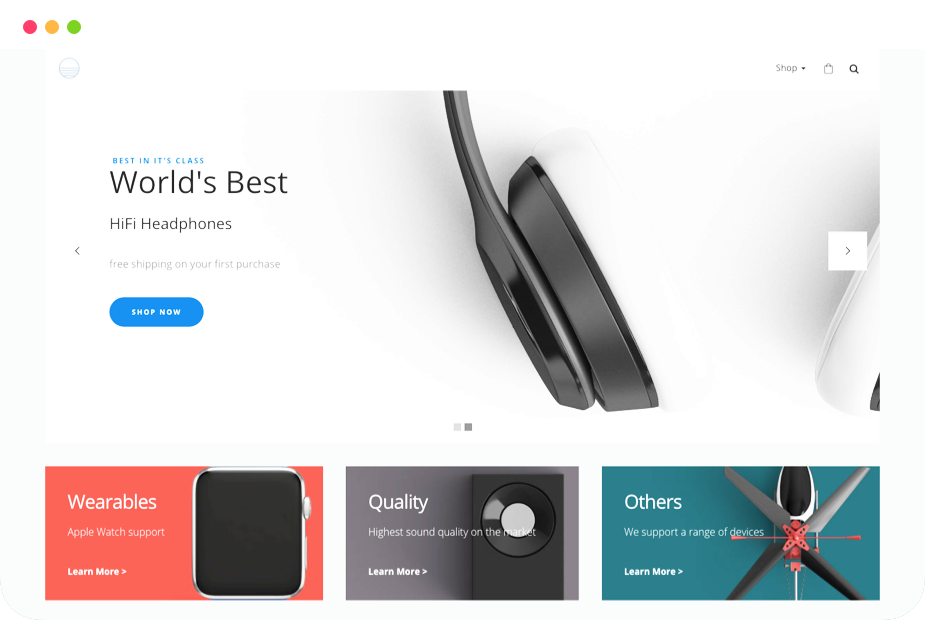 Shop
BEST IN IT'S CLASS
World's Best
HiFi Headphones
free shipping on your first purchase
SHOP NOW
Wearables
Apple Watch support
Learn More >
Quality
Highest sound quality on the market
Learn More >
Others
We support a range of devices
Learn More >